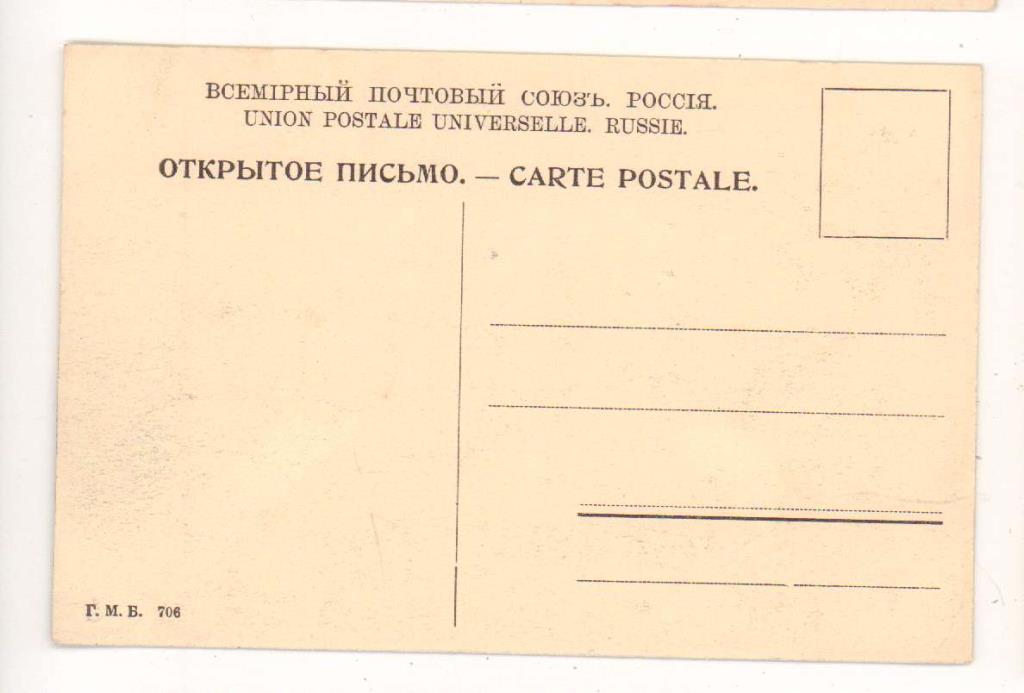 ВСЕМІРНЫЙ ПОЧТОВЫЙ СОЮЗЪ. РОССІЯ.
UNION POSTALE UNIVERSELLE. RUSSIE.
ОТКРЫТОЕ ПИСЬМО. — CARTE POSTALE.
Г. М. Б. 706